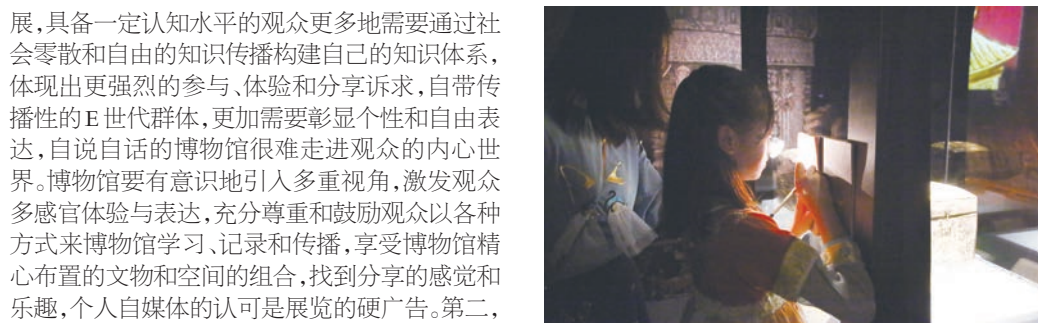 展,具备一定认知水平的观众更多地需要通过社
会零散和自由的知识传播构建自己的知识体系,
体现出更强烈的参与、体验和分享诉求,自带传
播性的E世代群体,更加需要彰显个性和自由表
达,自说自话的博物馆很难走进观众的内心世
界。博物馆要有意识地引入多重视角,激发观众
多感官体验与表达,充分尊重和鼓励观众以各种
方式来博物馆学习、记录和传播,享受博物馆精
心布置的文物和空间的组合,找到分享的感觉和
乐趣,个人自媒体的认可是展览的硬广告。第二,